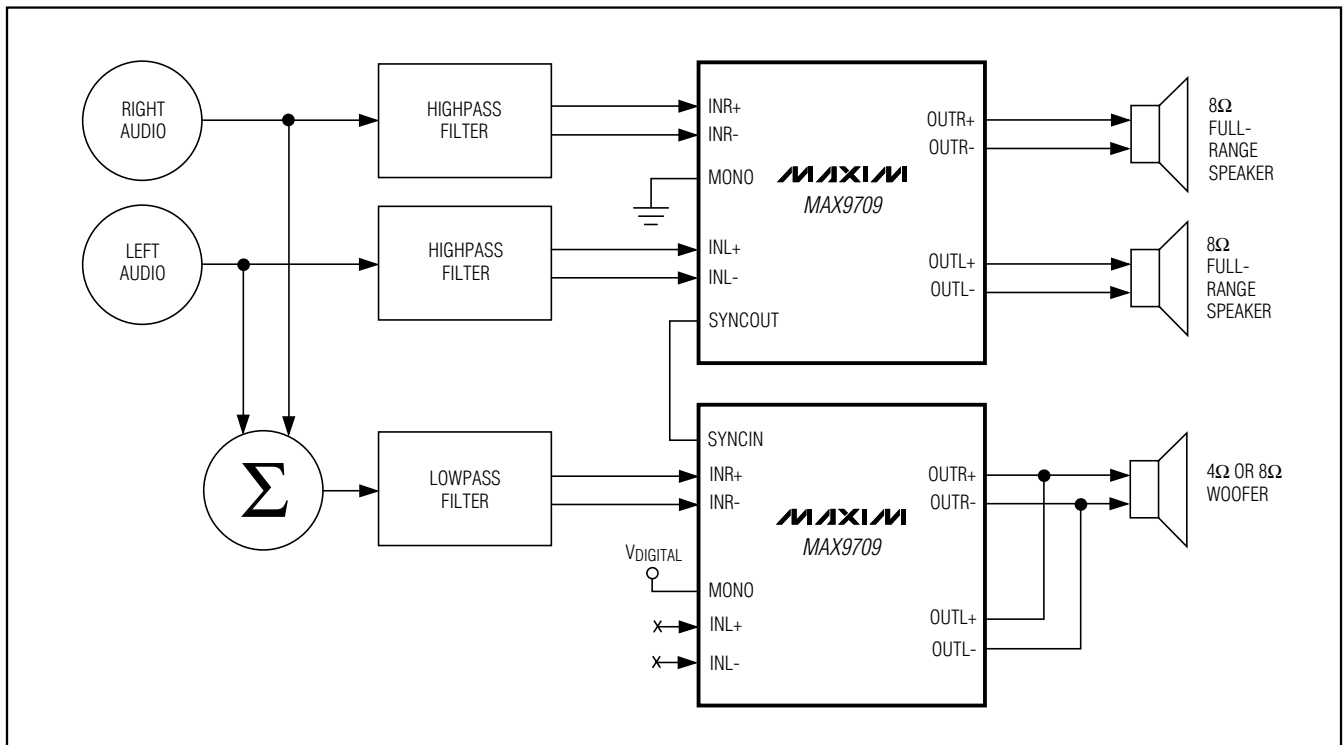 RIGHT
AUDIO
HIGHPASS
FILTER
INR+
INR-
MONO
MAXIM
MAX9709
OUTR+
OUTR-
8Ω
FULL-
RANGE
SPEAKER
LEFT
AUDIO
HIGHPASS
FILTER
INL+
INL-
SYNCOUT
OUTL+
OUTL-
8Ω
FULL-
RANGE
SPEAKER
Σ
LOWPASS
FILTER
VDIGITAL
SYNCIN
INR+
INR-
MONO
INL+
INL-
MAXIM
MAX9709
OUTR+
OUTR-
OUTL+
OUTL-
4Ω OR 8Ω
WOOFER